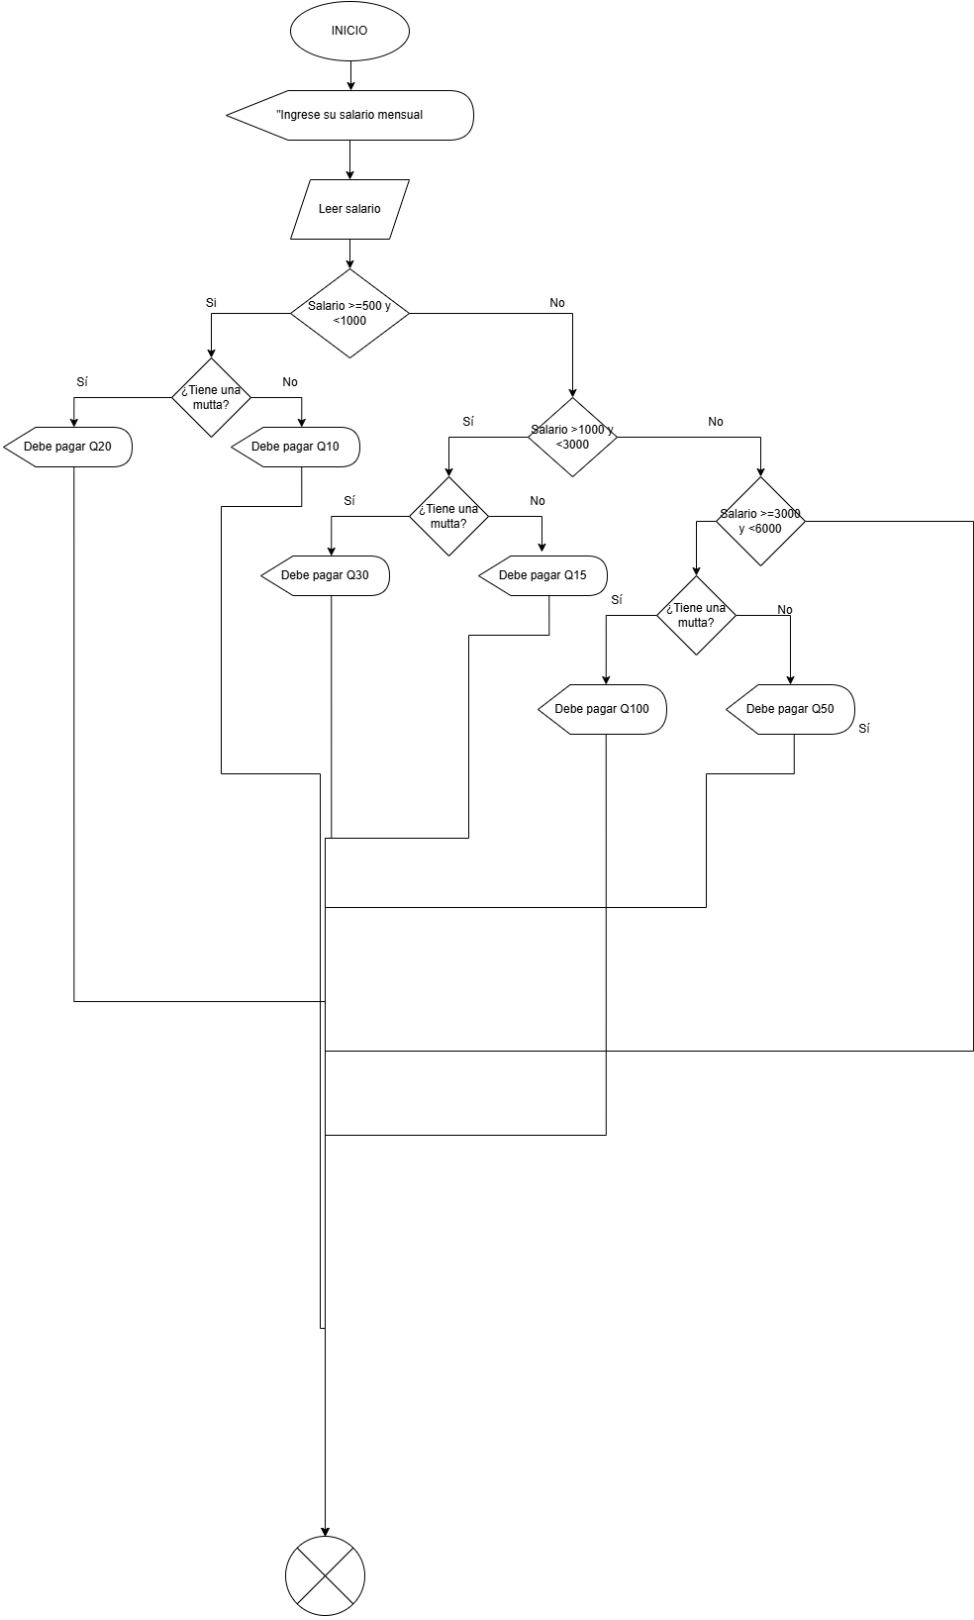 INICIO
"Ingrese su salario mensual
Leer salario
Salario >=500 y
<1000
Si
No
¿Tiene una
mutta?
Sí
No
Debe pagar Q20
Debe pagar Q10
Salario >1000 y
<3000
Sí
No
¿Tiene una
mutta?
Sí
No
Salario >=3000
y <6000
Debe pagar Q30
Debe pagar Q15
¿Tiene una
mutta?
Sí
No
Debe pagar Q100
Debe pagar Q50
Sí